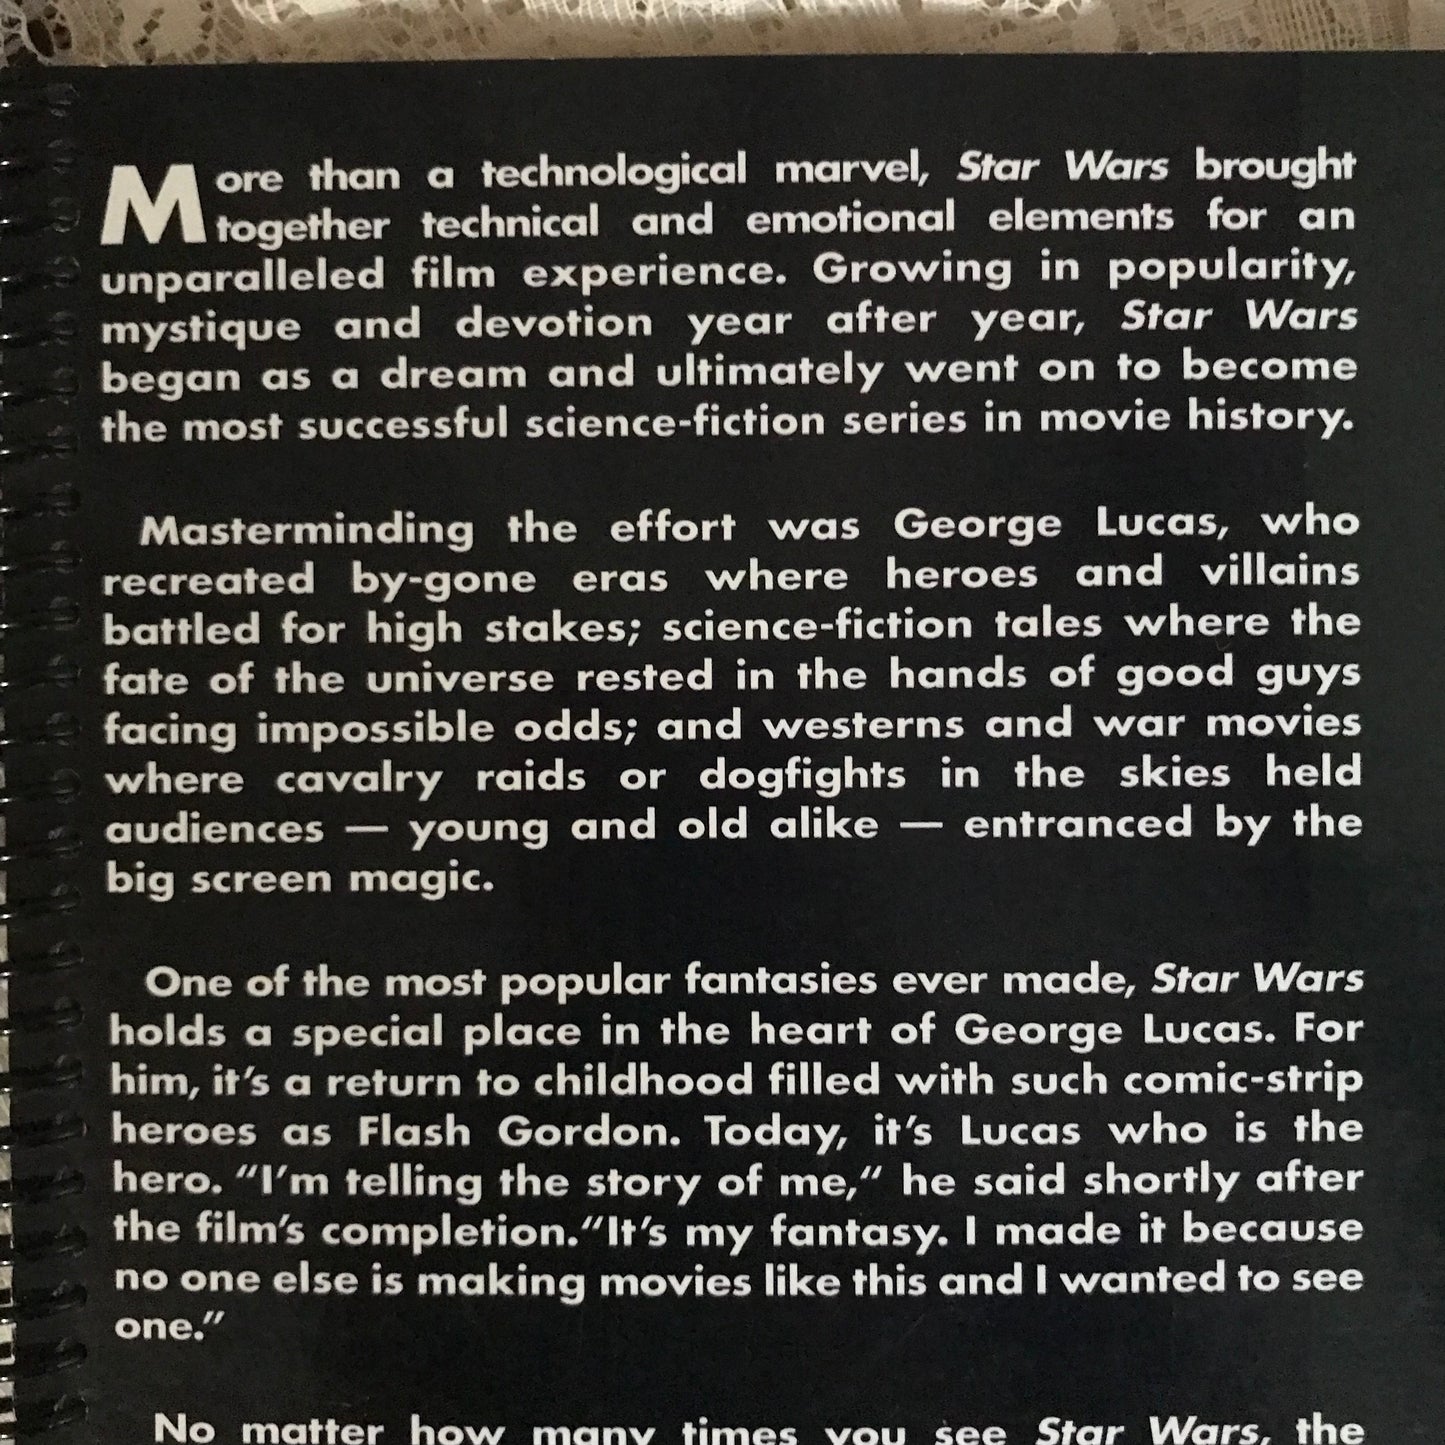 More than a technological marvel, Star Wars brought
together technical and emotional elements for an
unparalleled film experience. Growing in popularity,
mystique and devotion year after year, Star Wars
began as a dream and ultimately went on to become
the most successful science-fiction series in movie history.
Masterminding the effort was George Lucas, who
recreated by-gone eras where heroes and villains
battled for high stakes; science-fiction tales where the
fate of the universe rested in the hands of good guys
facing impossible odds; and westerns and war movies
where cavalry raids or dogfights in the skies held
audiences — young and old alike — entranced by the
big screen magic.
One of the most popular fantasies ever made, Star Wars
holds a special place in the heart of George Lucas. For
him, it's a return to childhood filled with such comic-strip
heroes as Flash Gordon. Today, it's Lucas who is the
hero. “I'm telling the story of me,“ he said shortly after
the film's completion.“It's my fantasy. I made it because
no one else is making movies like this and I wanted to see
one.”
No matter how many times you see Star Wars, the